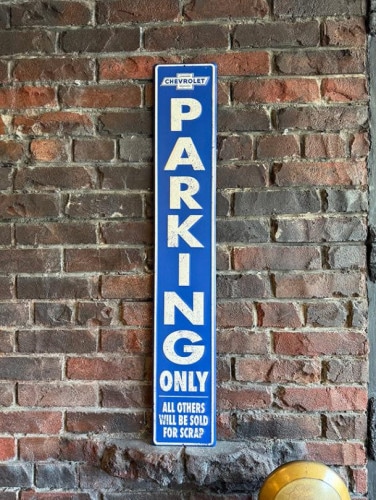 CHEVROLET
PARKING
ONLY
ALL OTHERS
WILL BE SOLD
FOR SCRAP